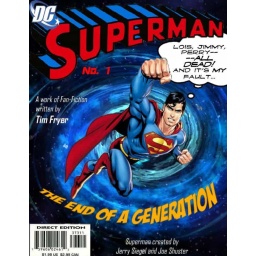 DC
SUPERMAN
No. 1
LOIS, JIMMY,
PERRY--
--ALL
DEAD!
AND IT'S MY
FAULT..
A work of Fan-Fiction
written by
Tim Fryer
THE END OF A GENERATION
DIRECT EDITION
Superman created by
Jerry Siegel and Joe Shuster